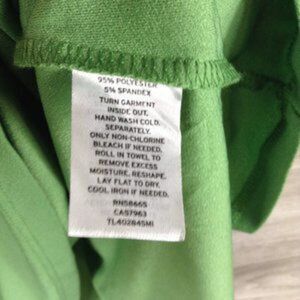 95% POLYESTER
5% SPANDEX
TURN GARMENT
INSIDE OUT.
HAND WASH COLD.
SEPARATELY.
ONLY NON-CHLORINE
BLEACH IF NEEDED.
ROLL IN TOWEL TO
REMOVE EXCESS
MOISTURE, RESHAPE.
LAY FLAT TO DRY.
COOL IRON IF NEEDED.
RN58665
CA57963
TL402845MI